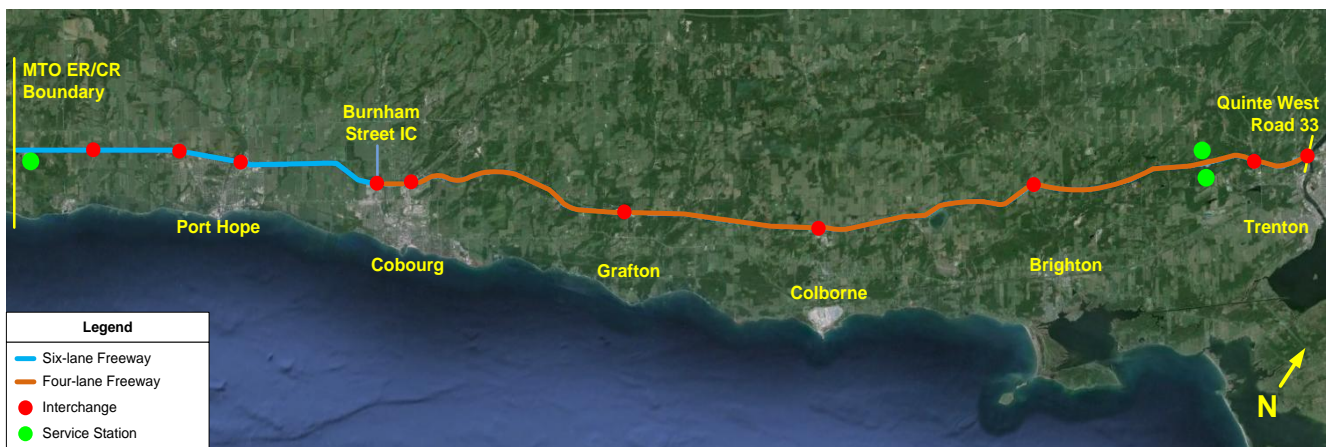 MTO ER/CR
Boundary
Burnham
Street IC
Quinte West
Road 33
Port Hope
Cobourg
Grafton
Colborne
Brighton
Trenton
Legend
Six-lane Freeway
Four-lane Freeway
Interchange
Service Station
N